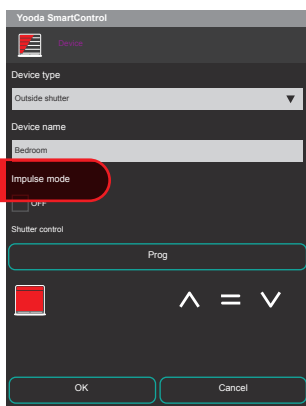 Yooda SmartControl
Device
Device type
Outside shutter
Device name
Bedroom
Impulse mode
OFF
Shutter control
Prog
OK Cancel